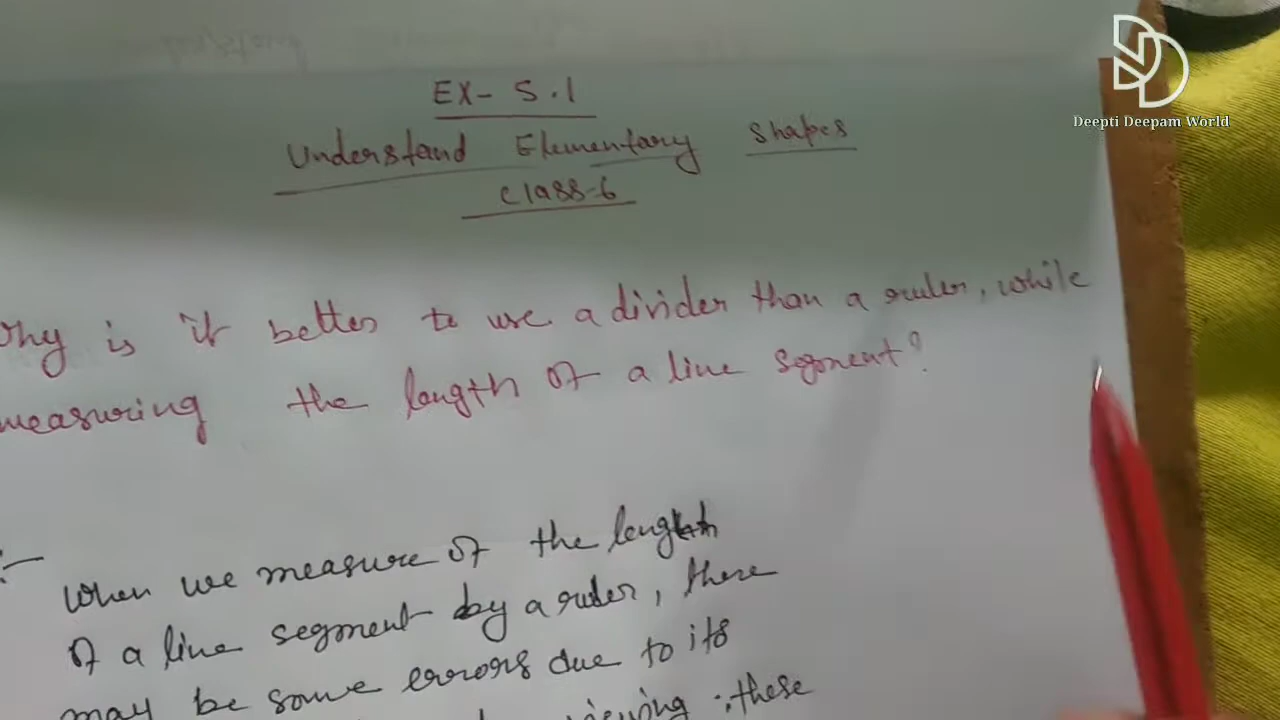 Deepti Deepam World
EX- 5.1
Understand Elementary Shapes
class-6
Why is it better to use a divider than a ruler, while
measuring the length of a line segment?
:-
When we measure of the length
of a line segment by a ruler, there
may be some errors due to its
viewing ; these